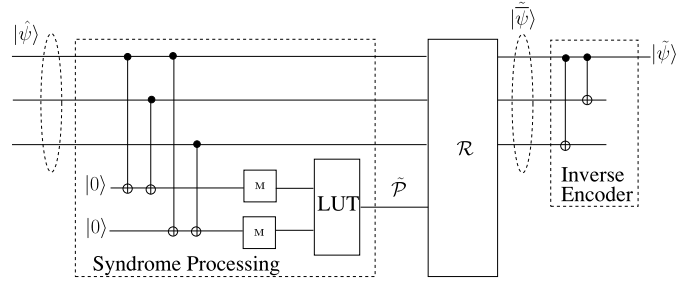 |ψ̂⟩
|ψ̿̃⟩
|ψ̃⟩
R
|0⟩
M
LUT
P̃
|0⟩
M
Inverse
Encoder
Syndrome Processing